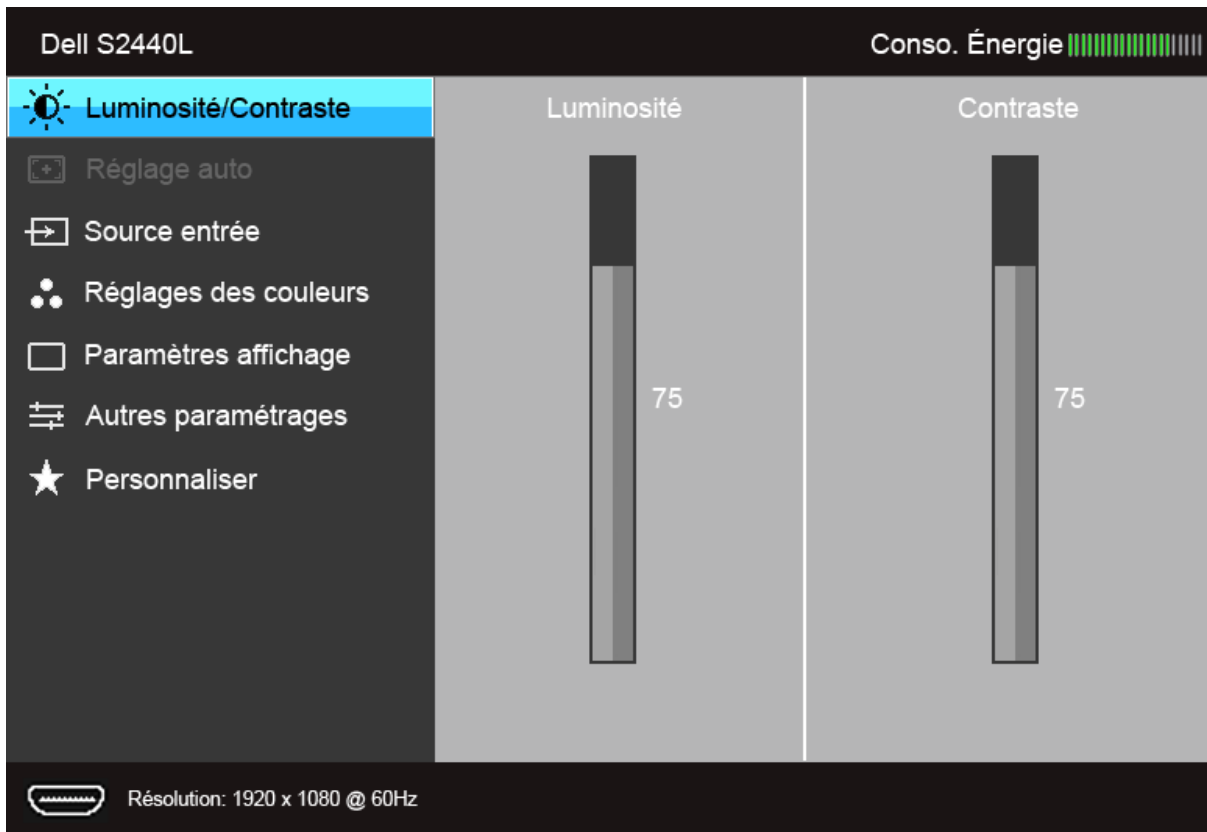 Dell S2440L
Conso. Énergie
Luminosité/Contraste
Réglage auto
Source entrée
Réglages des couleurs
Paramètres affichage
Autres paramétrages
Personnaliser
Luminosité
75
Contraste
75
Résolution: 1920 x 1080 @ 60Hz